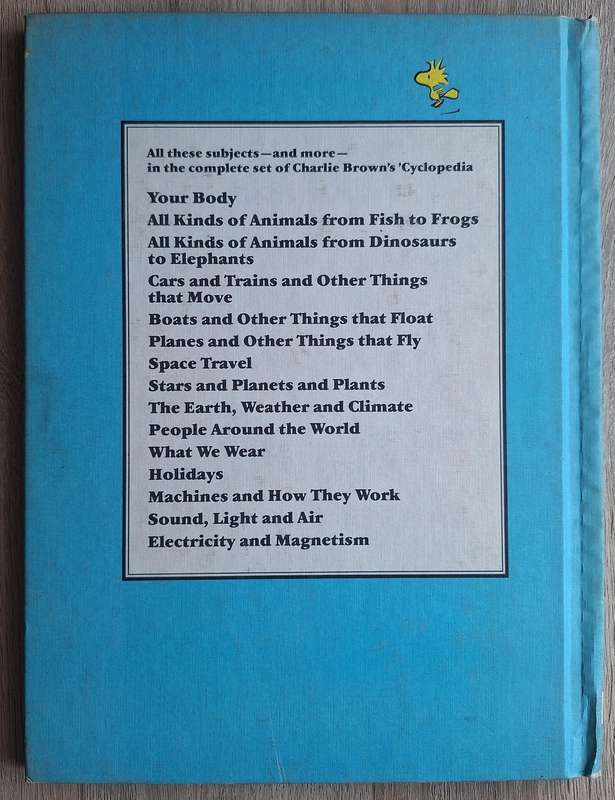 All these subjects—and more—
in the complete set of Charlie Brown's 'Cyclopedia
Your Body
All Kinds of Animals from Fish to Frogs
All Kinds of Animals from Dinosaurs
to Elephants
Cars and Trains and Other Things
that Move
Boats and Other Things that Float
Planes and Other Things that Fly
Space Travel
Stars and Planets and Plants
The Earth, Weather and Climate
People Around the World
What We Wear
Holidays
Machines and How They Work
Sound, Light and Air
Electricity and Magnetism